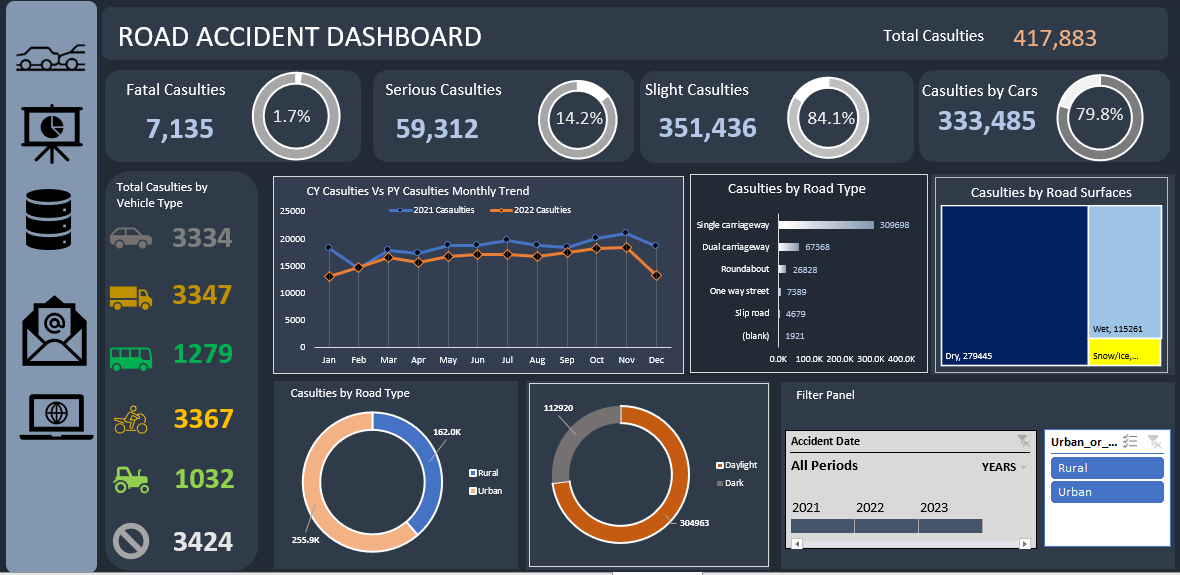 ROAD ACCIDENT DASHBOARD
Total Casulties 417,883
Fatal Casulties
7,135
1.7%
Serious Casulties
59,312
14.2%
Slight Casulties
351,436
84.1%
Casulties by Cars
333,485
79.8%
Total Casulties by
Vehicle Type
3334
3347
1279
3367
1032
3424
CY Casulties Vs PY Casulties Monthly Trend
2021 Casaulties 2022 Casulties
25000
20000
15000
10000
5000
0
Jan Feb Mar Apr May Jun Jul Aug Sep Oct Nov Dec
Casulties by Road Type
Single carriageway 309698
Dual carriageway 67368
Roundabout 26828
One way street 7389
Slip road 4679
(blank) 1921
0.0K 100.0K 200.0K 300.0K 400.0K
Casulties by Road Surfaces
Dry, 279445
Wet, 115261
Snow/Ice,...
Casulties by Road Type
162.0K
255.9K
Rural
Urban
112920
304963
Daylight
Dark
Filter Panel
Accident Date
All Periods YEARS
2021 2022 2023
Urban_or_...
Rural
Urban
@